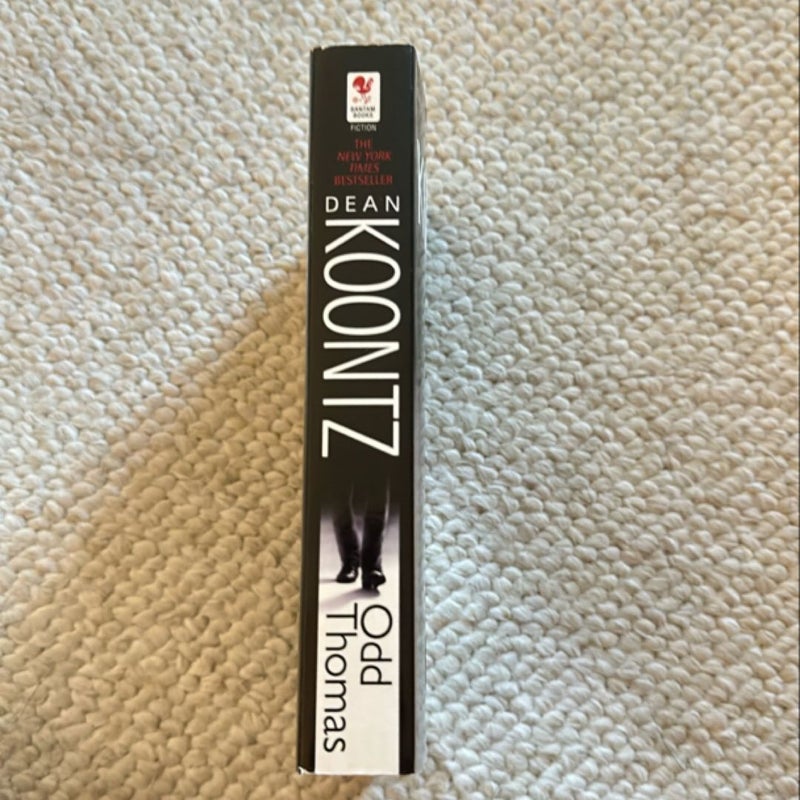 BANTAM
BOOKS
FICTION
THE
NEW YORK
TIMES
BESTSELLER
DEAN
KOONTZ
Odd
Thomas